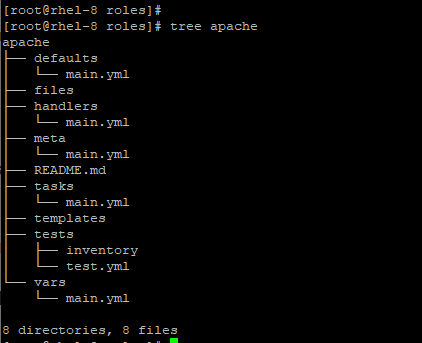 [root@rhel-8 roles]#
[root@rhel-8 roles]# tree apache
apache
├── defaults
│   └── main.yml
├── files
├── handlers
│   └── main.yml
├── meta
│   └── main.yml
├── README.md
├── tasks
│   └── main.yml
├── templates
├── tests
│   ├── inventory
│   └── test.yml
└── vars
    └── main.yml
8 directories, 8 files